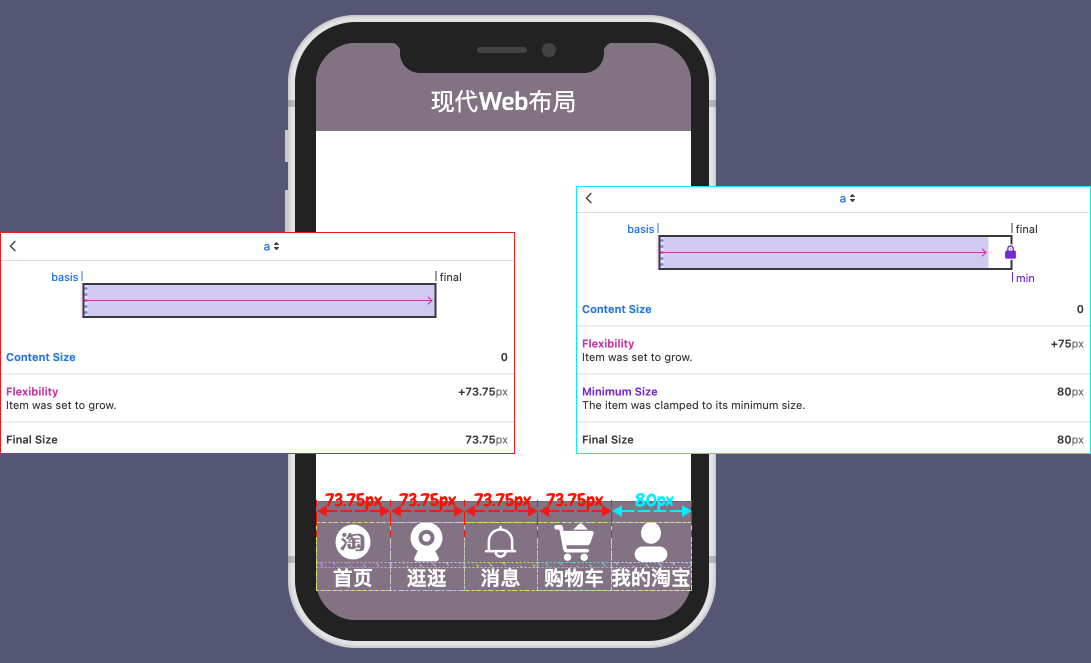 现代Web布局
a
basis
final
Content Size
0
Flexibility
+73.75px
Item was set to grow.
Final Size
73.75px
a
basis
final
min
Content Size
0
Flexibility
+75px
Item was set to grow.
Minimum Size
80px
The item was clamped to its minimum size.
Final Size
80px
73.75px 73.75px 73.75px 73.75px 80px
淘
首页 逛逛 消息 购物车 我的淘宝